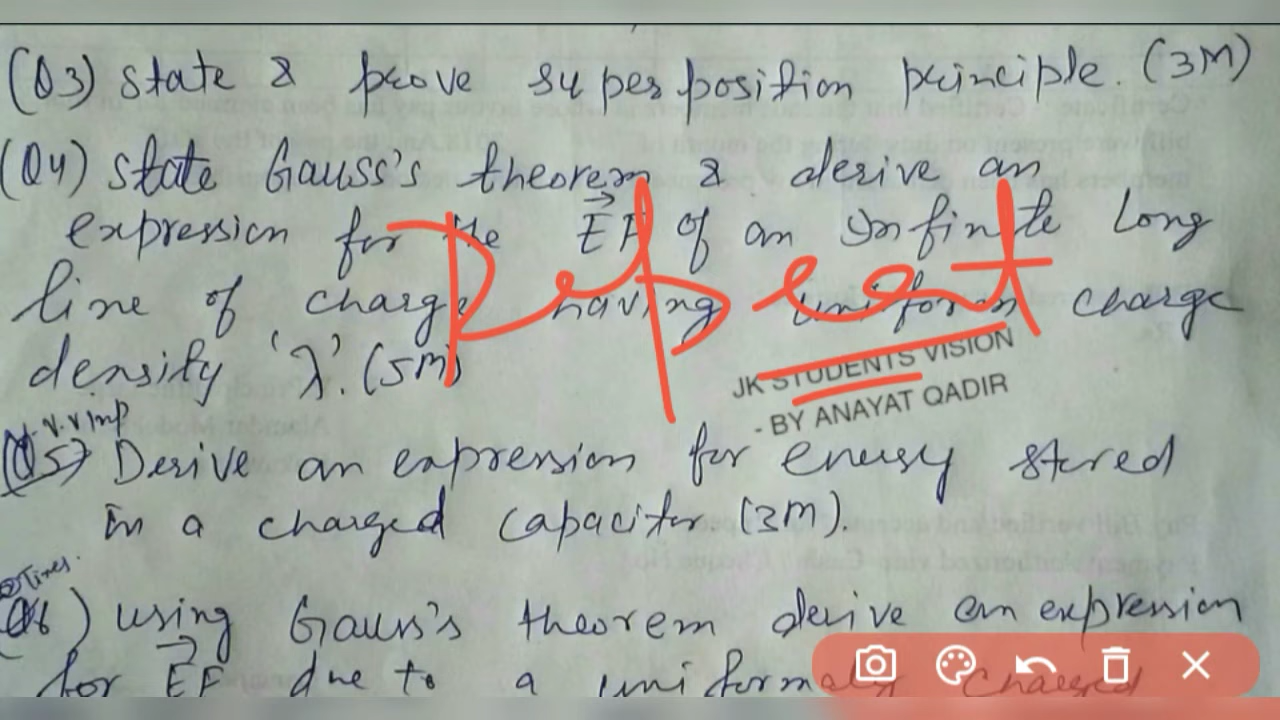 (Q3) state & prove superposition principle. (3M)
(Q4) state Gauss's theorem & derive an
expression for the EF of an Infinite long
line of charge having uniform charge
density 'λ'. (5M)
Repeat
JK STUDENTS VISION
- BY ANAYAT QADIR
v.v imp
(Q5) Derive an expression for energy stored
in a charged capacitor (3M).
Times.
(Q6) using Gauss's theorem derive an expression
for EF due to a uniformaly charged